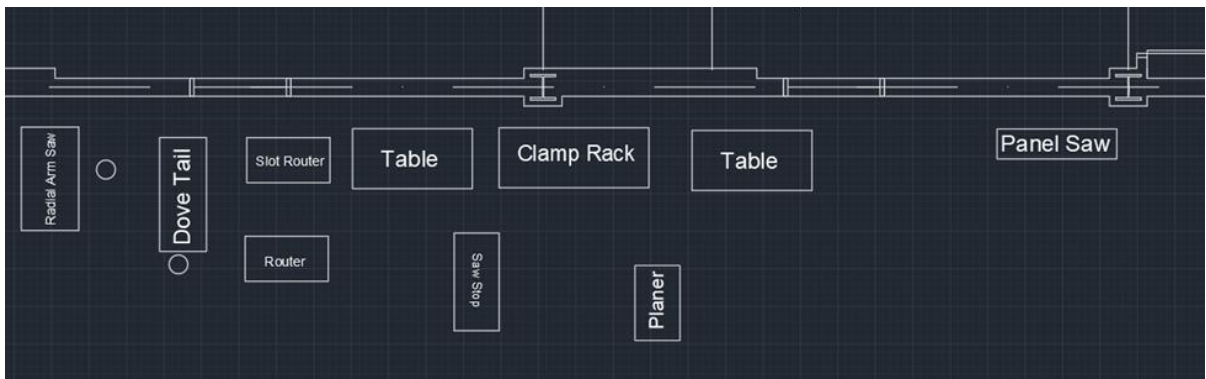 Radial Arm Saw
Dove Tail
Slot Router
Table
Clamp Rack
Table
Panel Saw
Router
Saw Stop
Planer